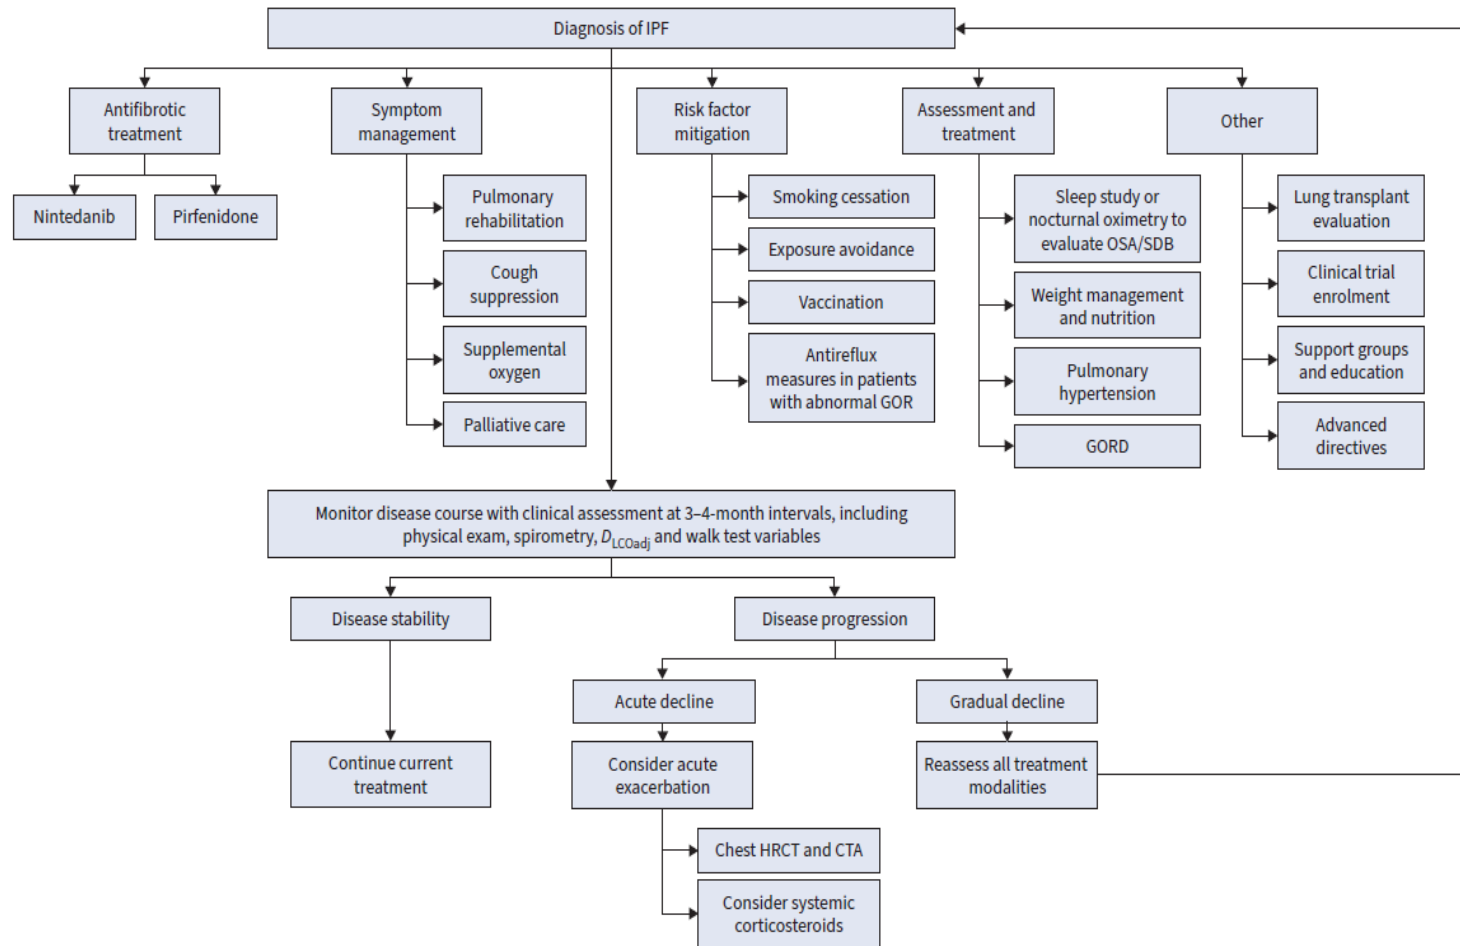 Diagnosis of IPF
Antifibrotic
treatment
Symptom
management
Risk factor
mitigation
Assessment and
treatment
Other
Nintedanib
Pirfenidone
Pulmonary
rehabilitation
Cough
suppression
Supplemental
oxygen
Palliative care
Smoking cessation
Exposure avoidance
Vaccination
Antireflux
measures in patients
with abnormal GOR
Sleep study or
nocturnal oximetry to
evaluate OSA/SDB
Weight management
and nutrition
Pulmonary
hypertension
GORD
Lung transplant
evaluation
Clinical trial
enrolment
Support groups
and education
Advanced
directives
Monitor disease course with clinical assessment at 3–4-month intervals, including
physical exam, spirometry, DLCOadj and walk test variables
Disease stability
Disease progression
Continue current
treatment
Acute decline
Gradual decline
Consider acute
exacerbation
Reassess all treatment
modalities
Chest HRCT and CTA
Consider systemic
corticosteroids